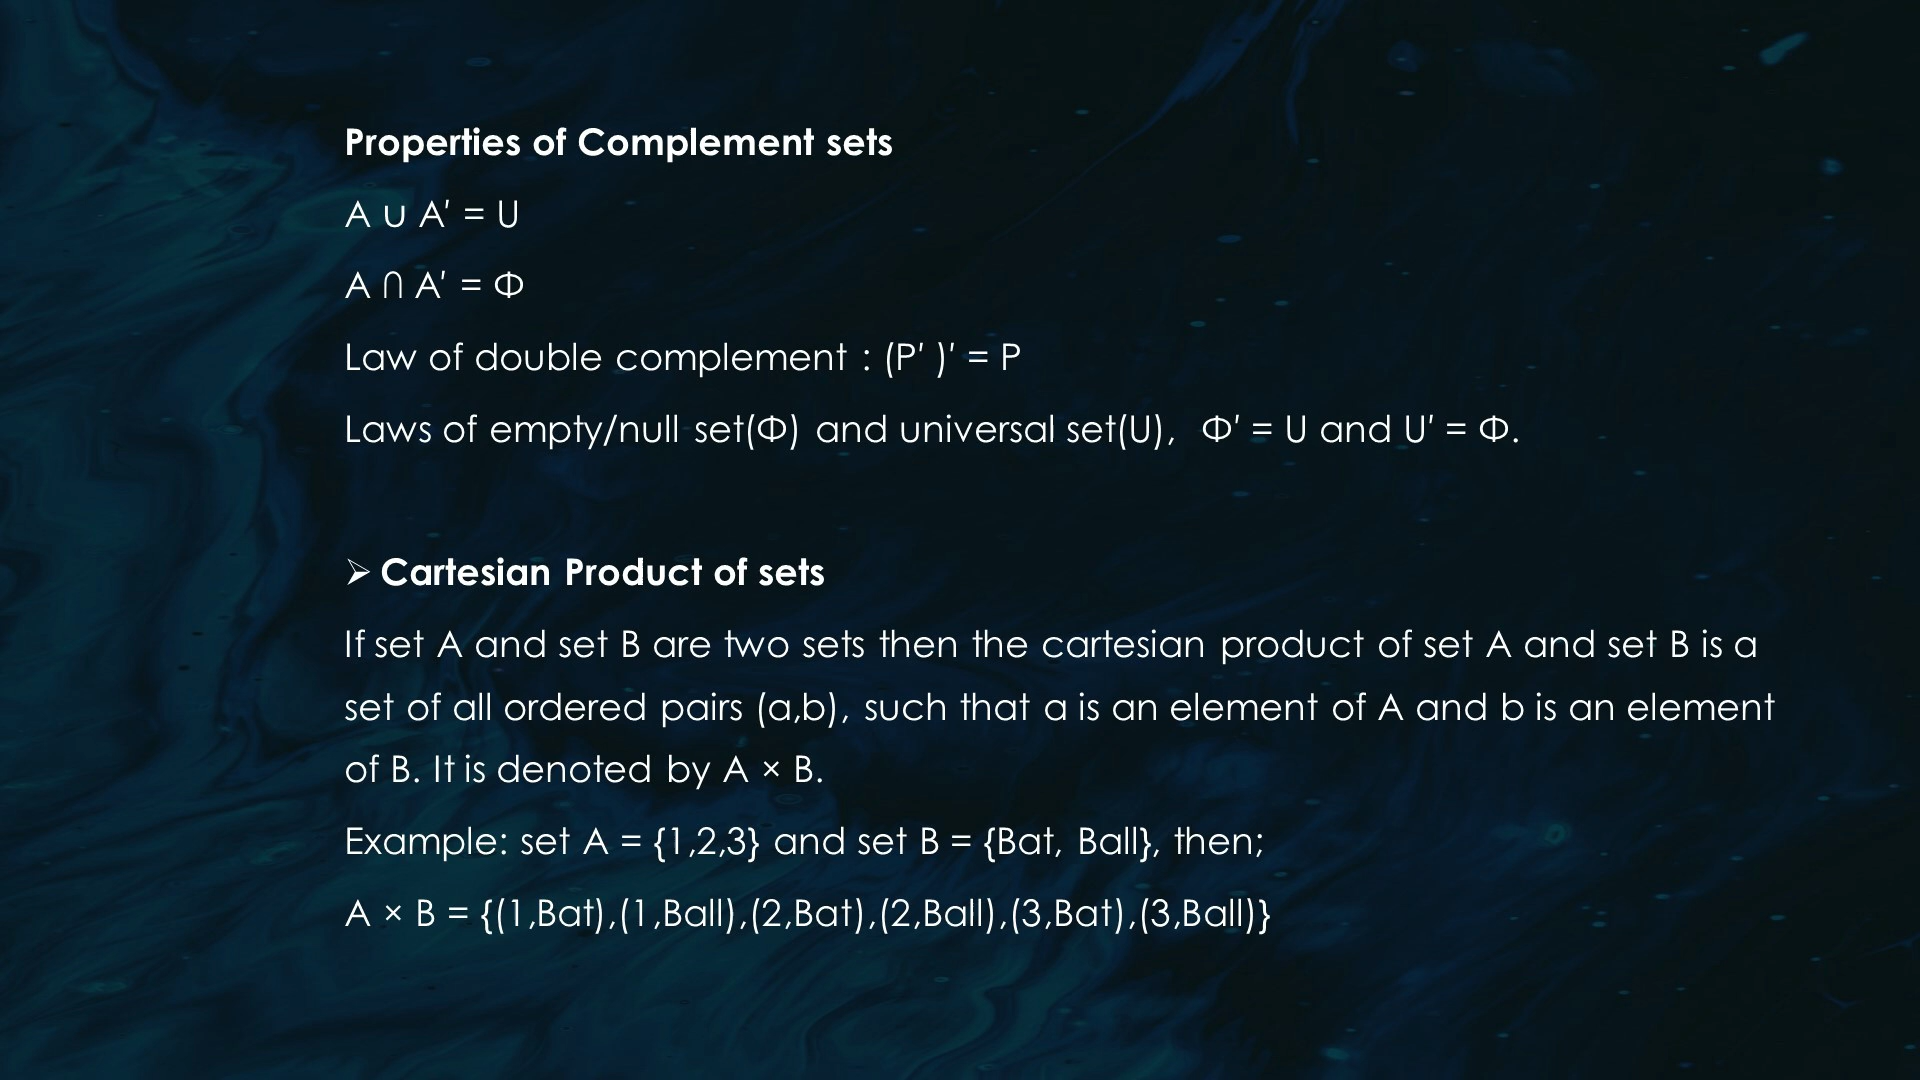 Properties of Complement sets
A ∪ A′ = U
A ∩ A′ = Φ
Law of double complement : (P′ )′ = P
Laws of empty/null set(Φ) and universal set(U), Φ′ = U and U′ = Φ.
➢ Cartesian Product of sets
If set A and set B are two sets then the cartesian product of set A and set B is a
set of all ordered pairs (a,b), such that a is an element of A and b is an element
of B. It is denoted by A × B.
Example: set A = {1,2,3} and set B = {Bat, Ball}, then;
A × B = {(1,Bat),(1,Ball),(2,Bat),(2,Ball),(3,Bat),(3,Ball)}